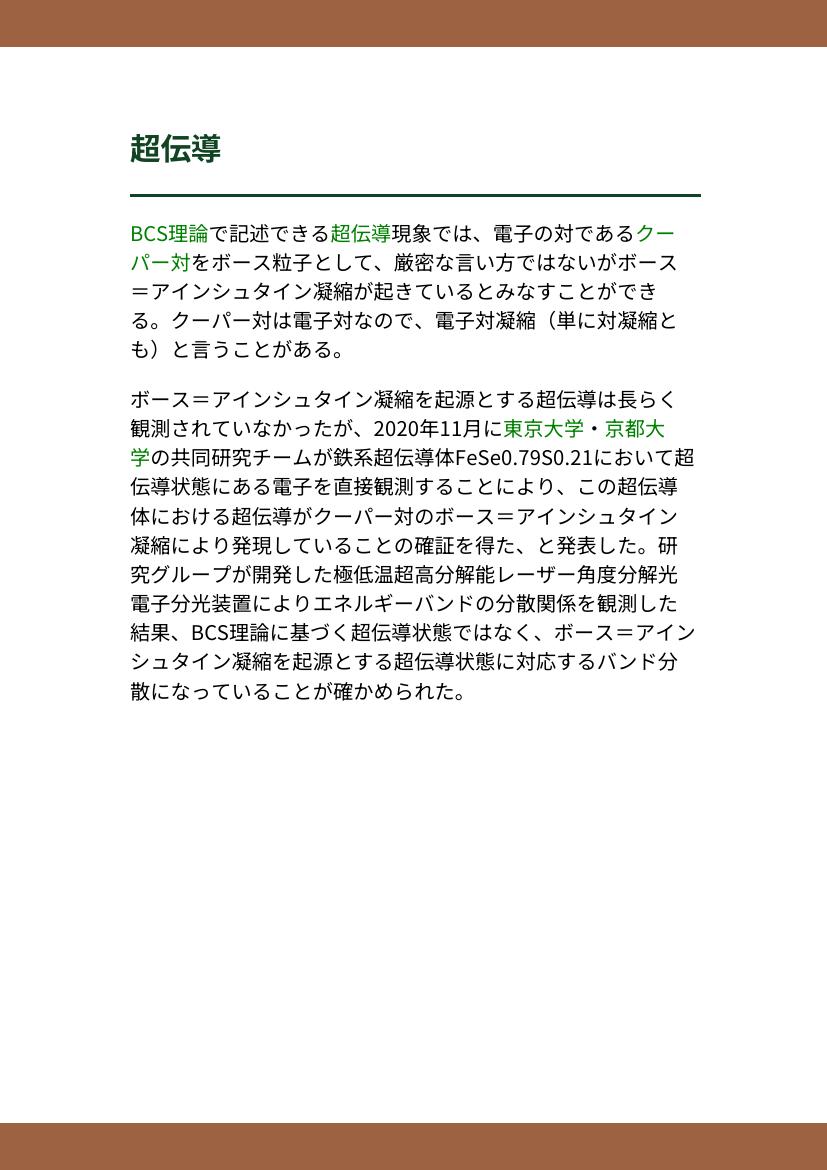 超伝導
BCS理論で記述できる超伝導現象では、電子の対であるクー
パー対をボース粒子として、厳密な言い方ではないがボース
＝アインシュタイン凝縮が起きているとみなすことができ
る。クーパー対は電子対なので、電子対凝縮（単に対凝縮と
も）と言うことがある。
ボース＝アインシュタイン凝縮を起源とする超伝導は長らく
観測されていなかったが、2020年11月に東京大学・京都大
学の共同研究チームが鉄系超伝導体FeSe0.79S0.21において超
伝導状態にある電子を直接観測することにより、この超伝導
体における超伝導がクーパー対のボース＝アインシュタイン
凝縮により発現していることの確証を得た、と発表した。研
究グループが開発した極低温超高分解能レーザー角度分解光
電子分光装置によりエネルギーバンドの分散関係を観測した
結果、BCS理論に基づく超伝導状態ではなく、ボース＝アイン
シュタイン凝縮を起源とする超伝導状態に対応するバンド分
散になっていることが確かめられた。